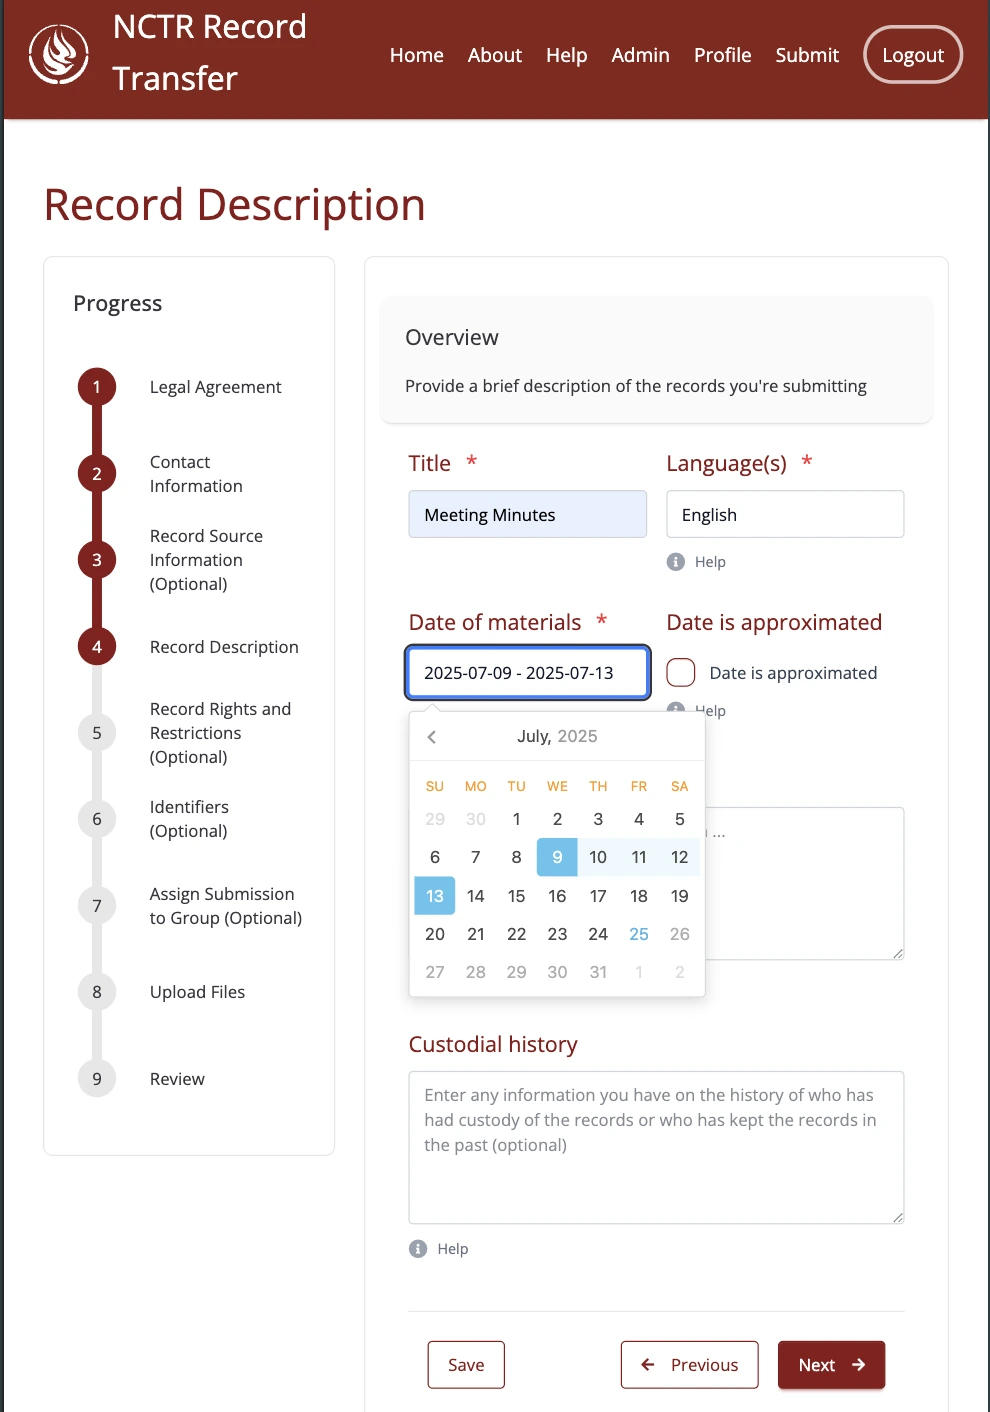 NCTR Record
Transfer
Home About Help Admin Profile Submit Logout
Record Description
Progress
1 Legal Agreement
2 Contact
Information
3 Record Source
Information
(Optional)
4 Record Description
5 Record Rights and
Restrictions
(Optional)
6 Identifiers
(Optional)
7 Assign Submission
to Group (Optional)
8 Upload Files
9 Review
Overview
Provide a brief description of the records you're submitting
Title * Language(s) *
Meeting Minutes English
Help
Date of materials * Date is approximated
2025-07-09 - 2025-07-13 Date is approximated
Help
July, 2025
SU MO TU WE TH FR SA
29 30 1 2 3 4 5
6 7 8 9 10 11 12
13 14 15 16 17 18 19
20 21 22 23 24 25 26
27 28 29 30 31 1 2
...
Custodial history
Enter any information you have on the history of who has
had custody of the records or who has kept the records in
the past (optional)
Help
Save Previous Next